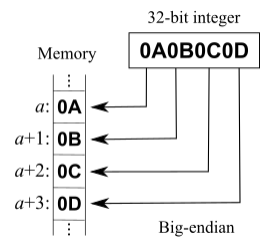 32-bit integer
Memory
0A0B0C0D
⋮
a: 0A
a+1: 0B
a+2: 0C
a+3: 0D
⋮
Big-endian